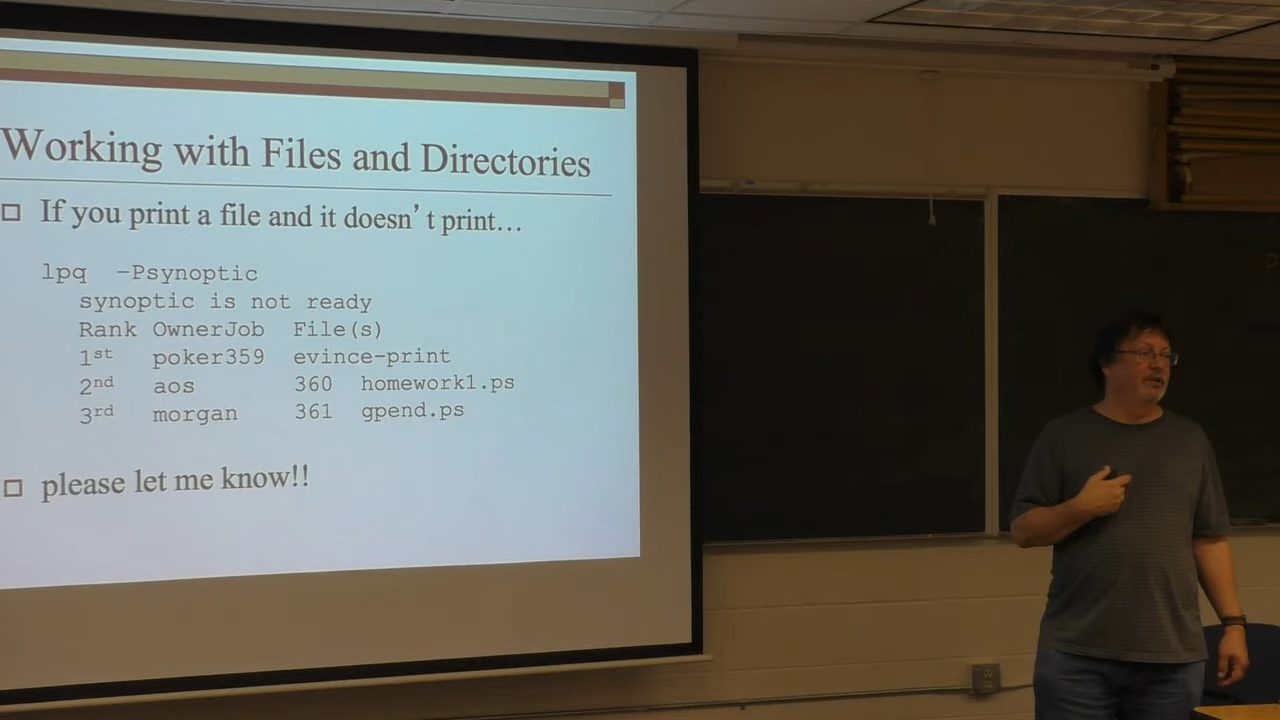 Working with Files and Directories
If you print a file and it doesn't print...
lpq -Psynoptic
synoptic is not ready
Rank OwnerJob File(s)
1st poker359 evince-print
2nd aos 360 homework1.ps
3rd morgan 361 gpend.ps
please let me know!!